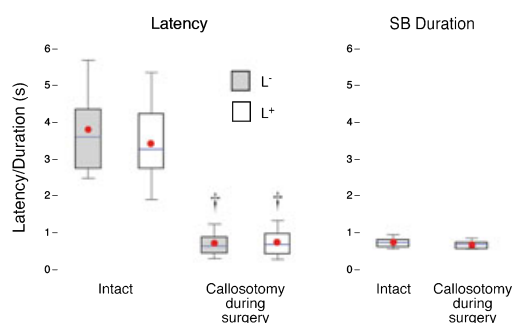 Latency
SB Duration
Latency/Duration (s)
6
5
4
3
2
1
0
L-
L+
†
†
Intact
Callosotomy
during
surgery
6
5
4
3
2
1
0
Intact
Callosotomy
during
surgery